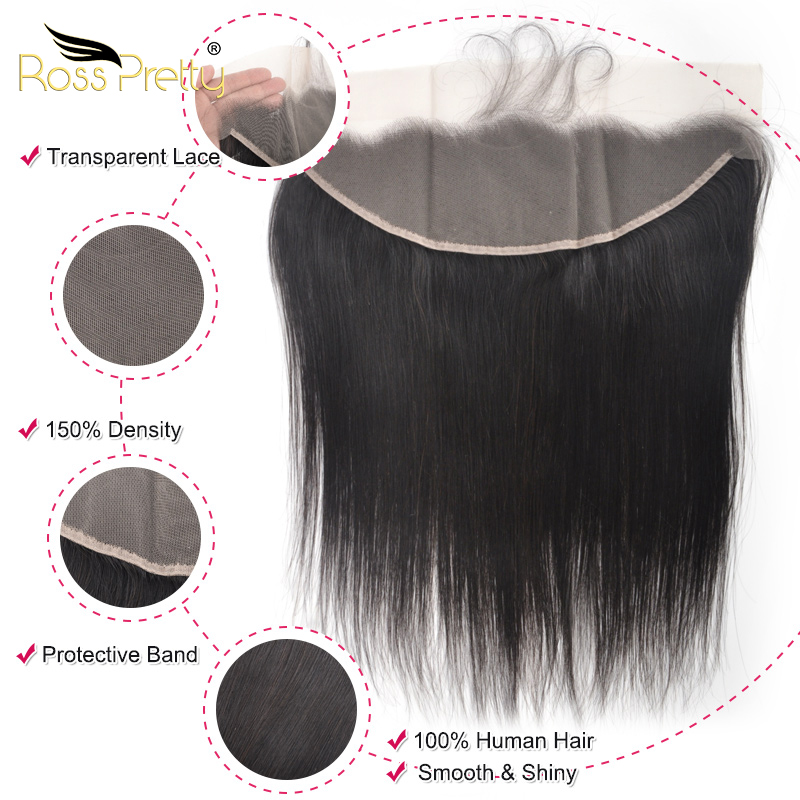 Ross Pretty®
Transparent Lace
150% Density
Protective Band
100% Human Hair
Smooth & Shiny